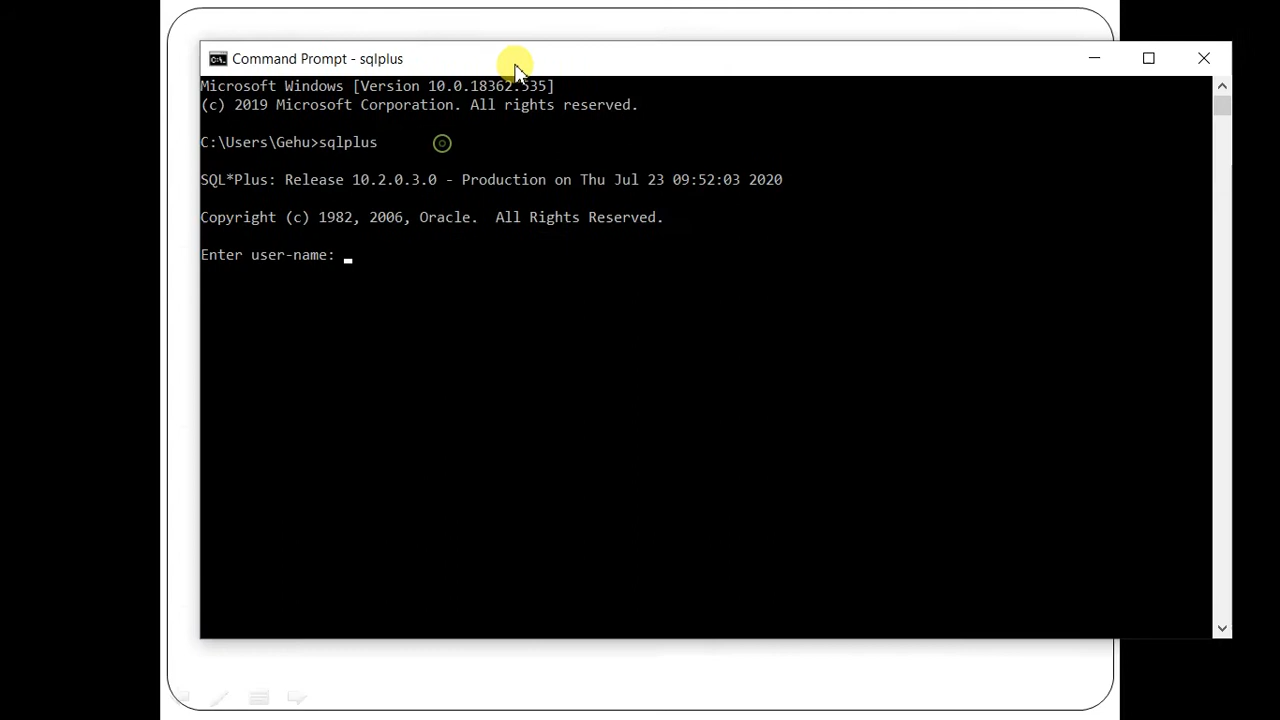 Command Prompt - sqlplus
Microsoft Windows [Version 10.0.18362.535]
(c) 2019 Microsoft Corporation. All rights reserved.
C:\Users\Gehu>sqlplus
SQL*Plus: Release 10.2.0.3.0 - Production on Thu Jul 23 09:52:03 2020
Copyright (c) 1982, 2006, Oracle.  All Rights Reserved.
Enter user-name: